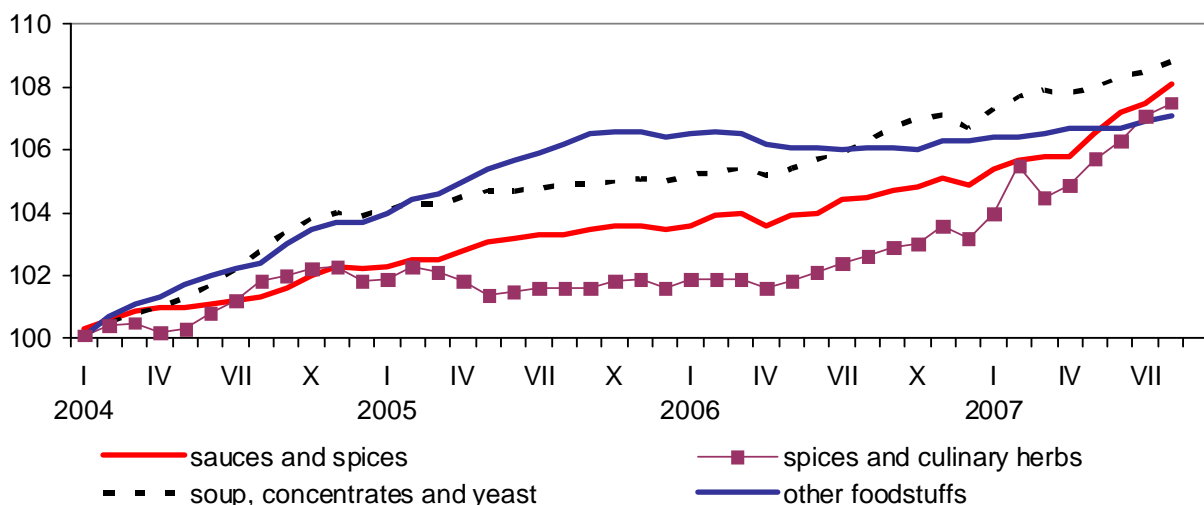 110
108
106
104
102
100
I IV VII X I IV VII X I IV VII X I IV VII
2004 2005 2006 2007
sauces and spices spices and culinary herbs
soup, concentrates and yeast other foodstuffs